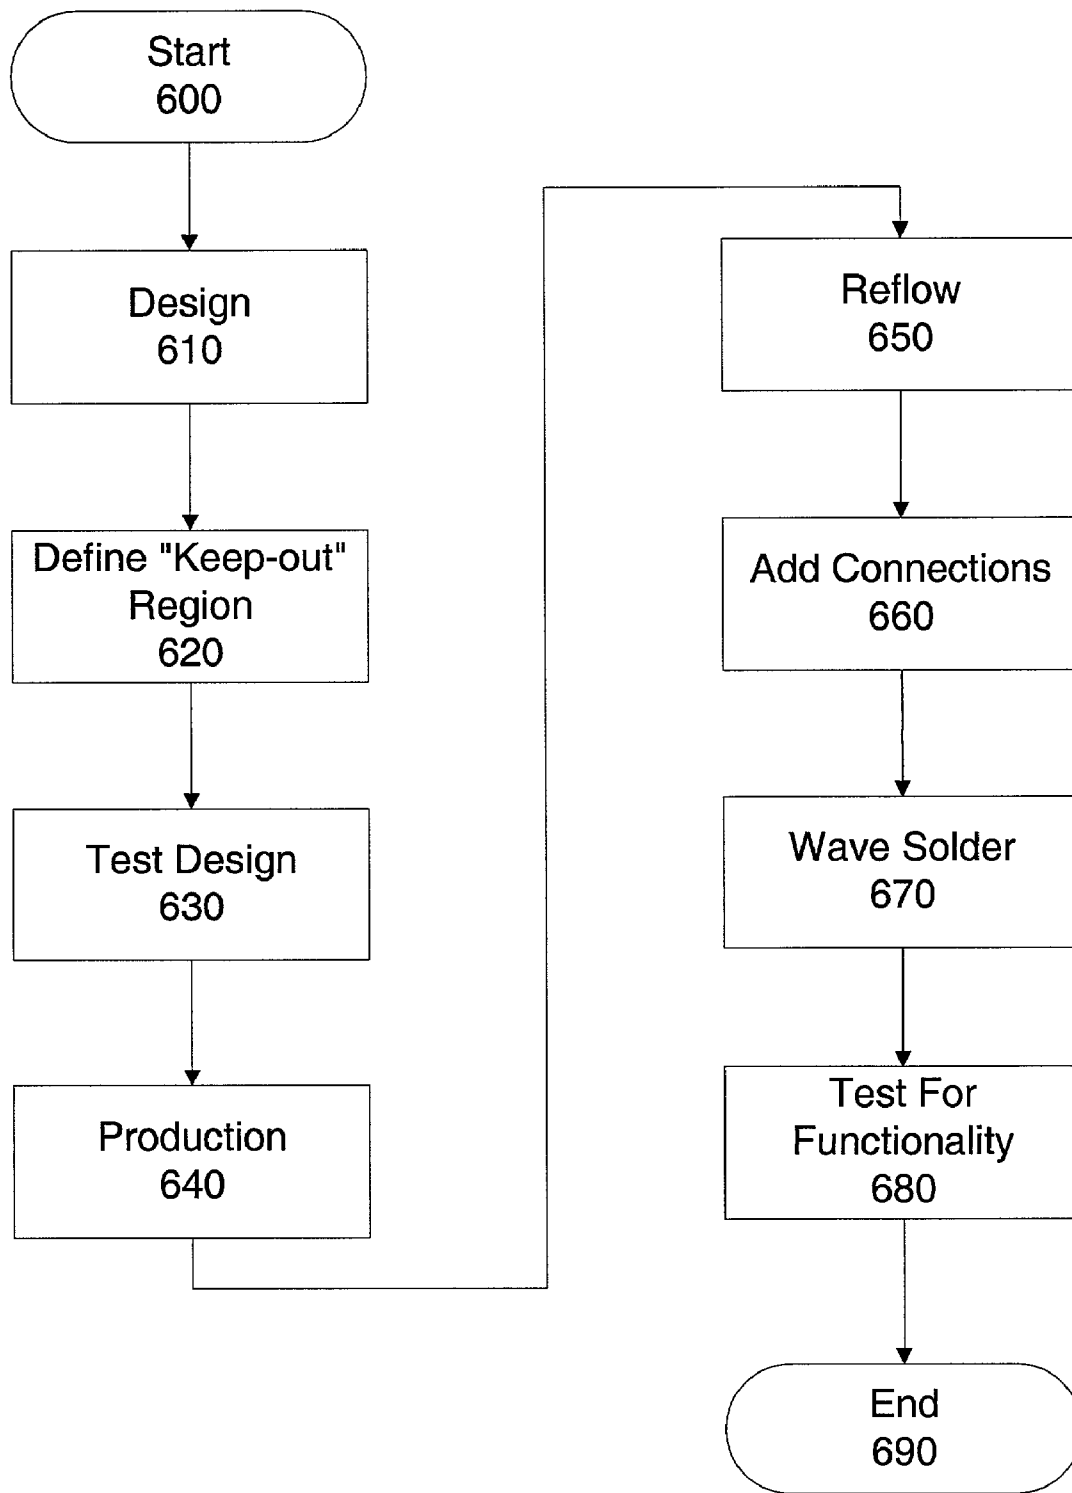 Start
600
Design
610
Define "Keep-out"
Region
620
Test Design
630
Production
640
Reflow
650
Add Connections
660
Wave Solder
670
Test For
Functionality
680
End
690